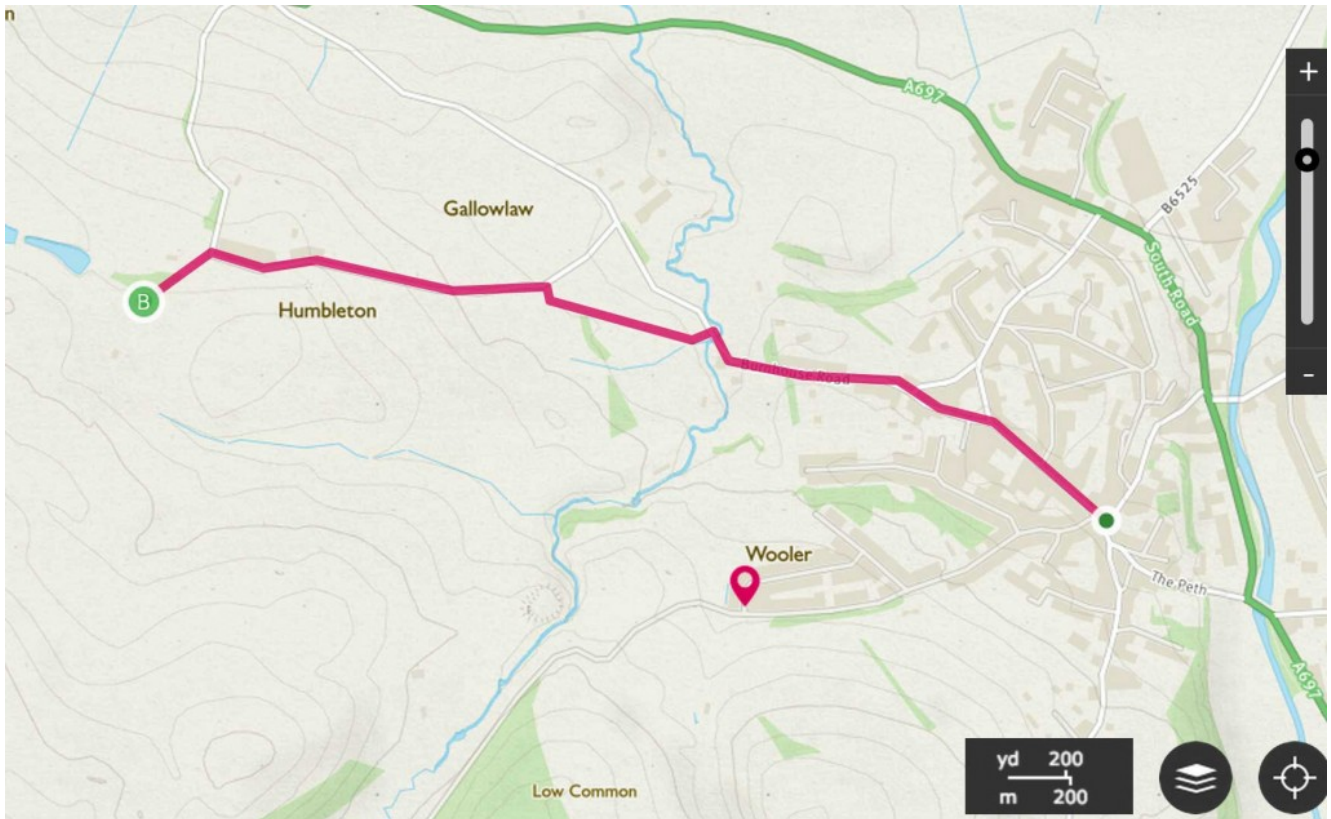 n
A697
B6525
Gallowlaw
South Road
B
Humbleton
Burnhouse Road
Wooler
The Peth
A697
Low Common
+
-
yd 200
m 200